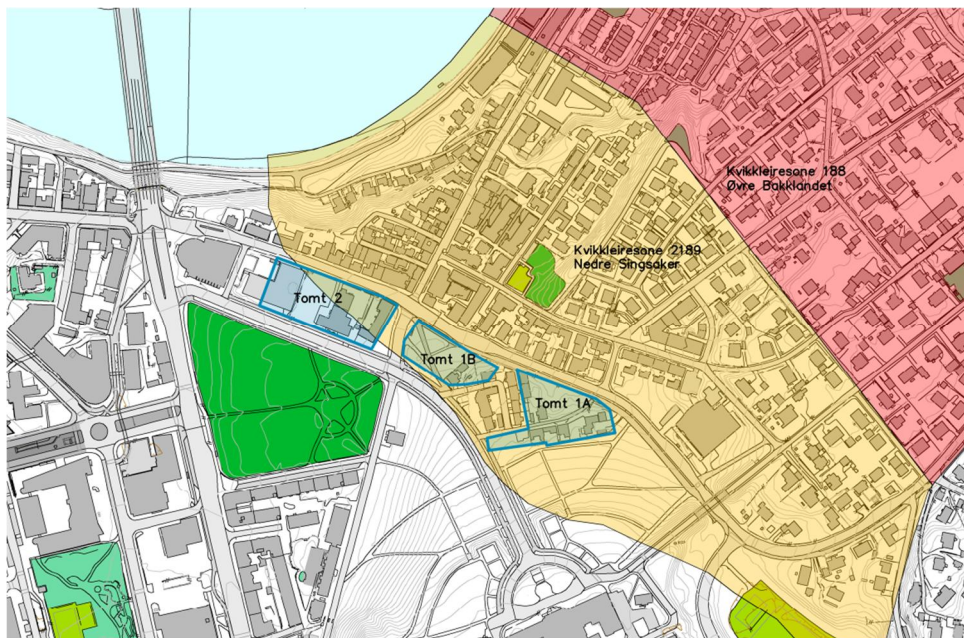 Kvikkleiresone 188
Øvre Bakklandet
Kvikkleiresone 2189
Nedre Singsaker
Tomt 2
Tomt 1B
Tomt 1A